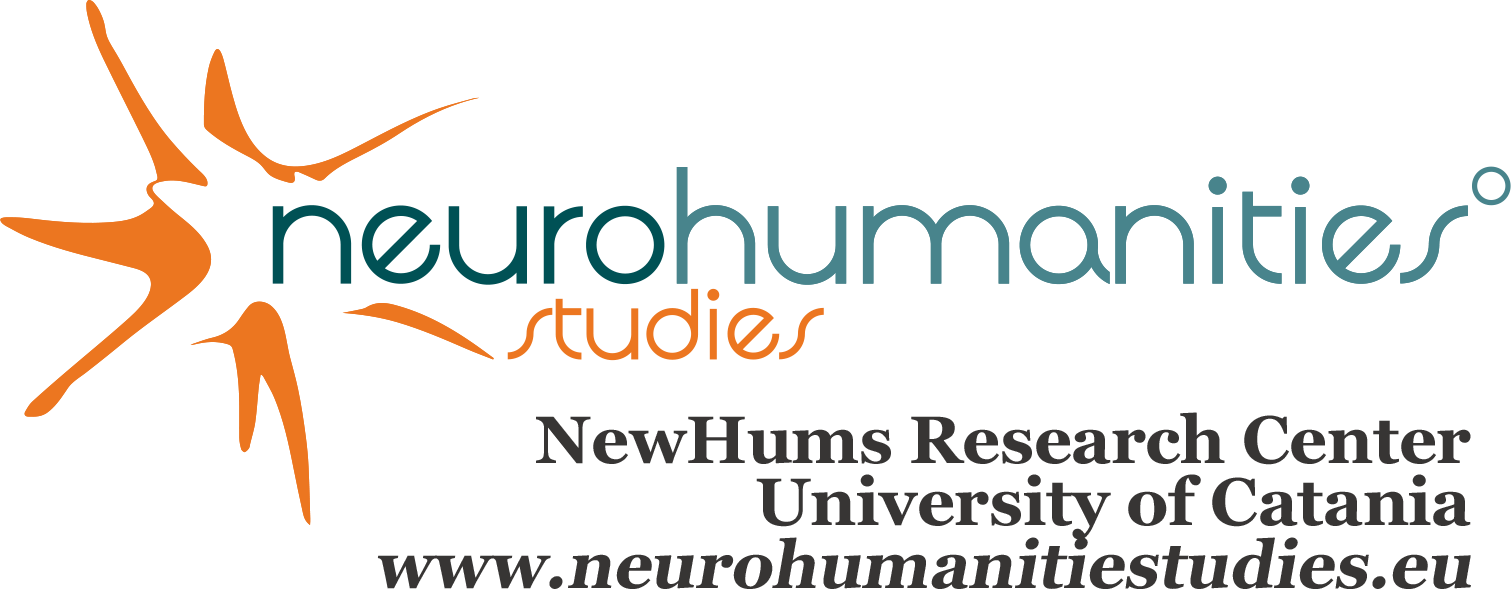 neurohumanities
studies
NewHums Research Center
University of Catania
www.neurohumanitiestudies.eu